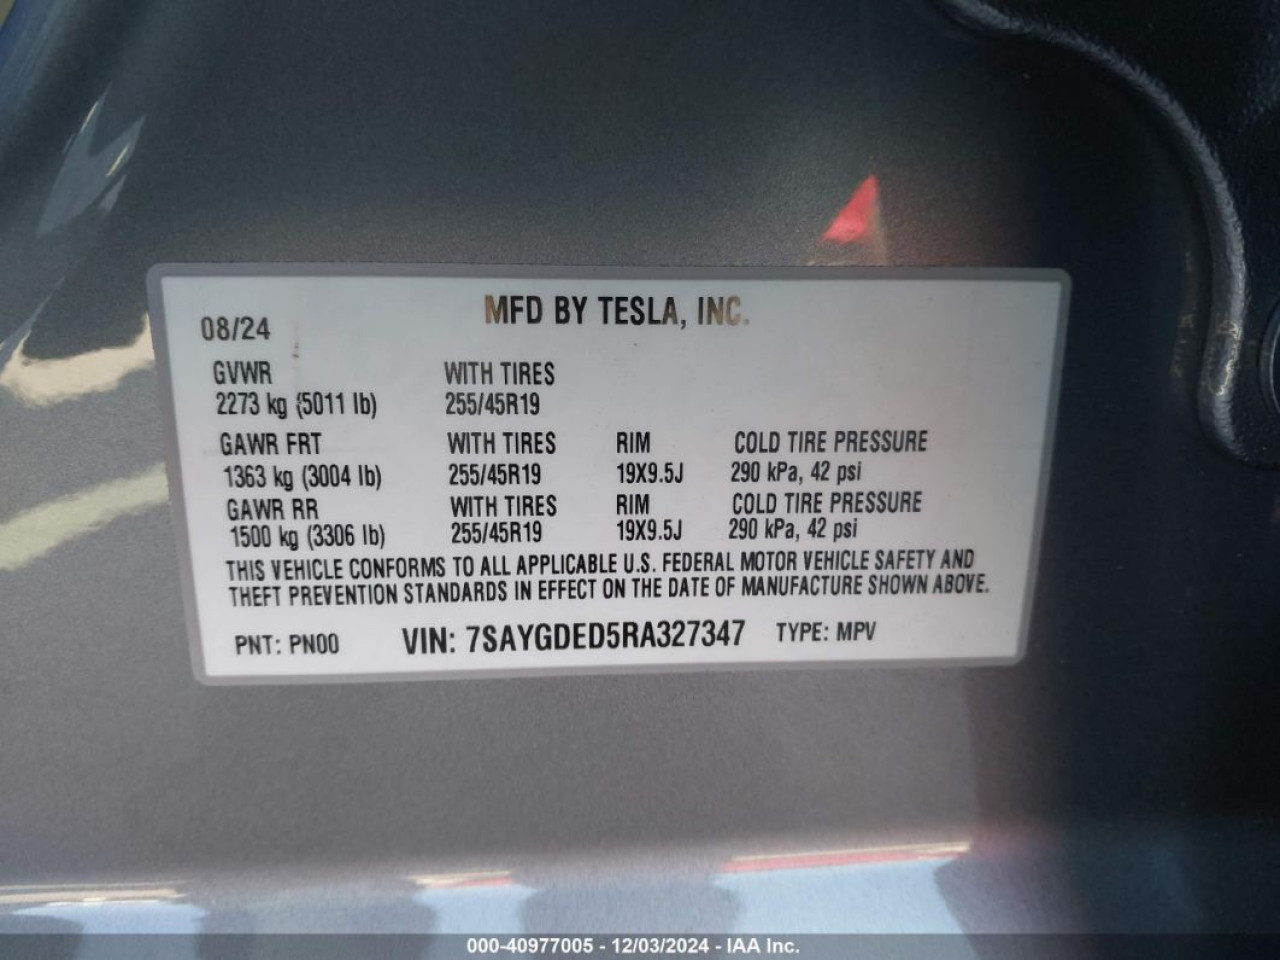 MFD BY TESLA, INC.
08/24
GVWR WITH TIRES
2273 kg (5011 lb) 255/45R19
GAWR FRT WITH TIRES RIM COLD TIRE PRESSURE
1363 kg (3004 lb) 255/45R19 19X9.5J 290 kPa, 42 psi
GAWR RR WITH TIRES RIM COLD TIRE PRESSURE
1500 kg (3306 lb) 255/45R19 19X9.5J 290 kPa, 42 psi
THIS VEHICLE CONFORMS TO ALL APPLICABLE U.S. FEDERAL MOTOR VEHICLE SAFETY AND
THEFT PREVENTION STANDARDS IN EFFECT ON THE DATE OF MANUFACTURE SHOWN ABOVE.
PNT: PN00 VIN: 7SAYGDED5RA327347 TYPE: MPV
000-40977005 - 12/03/2024 - IAA Inc.